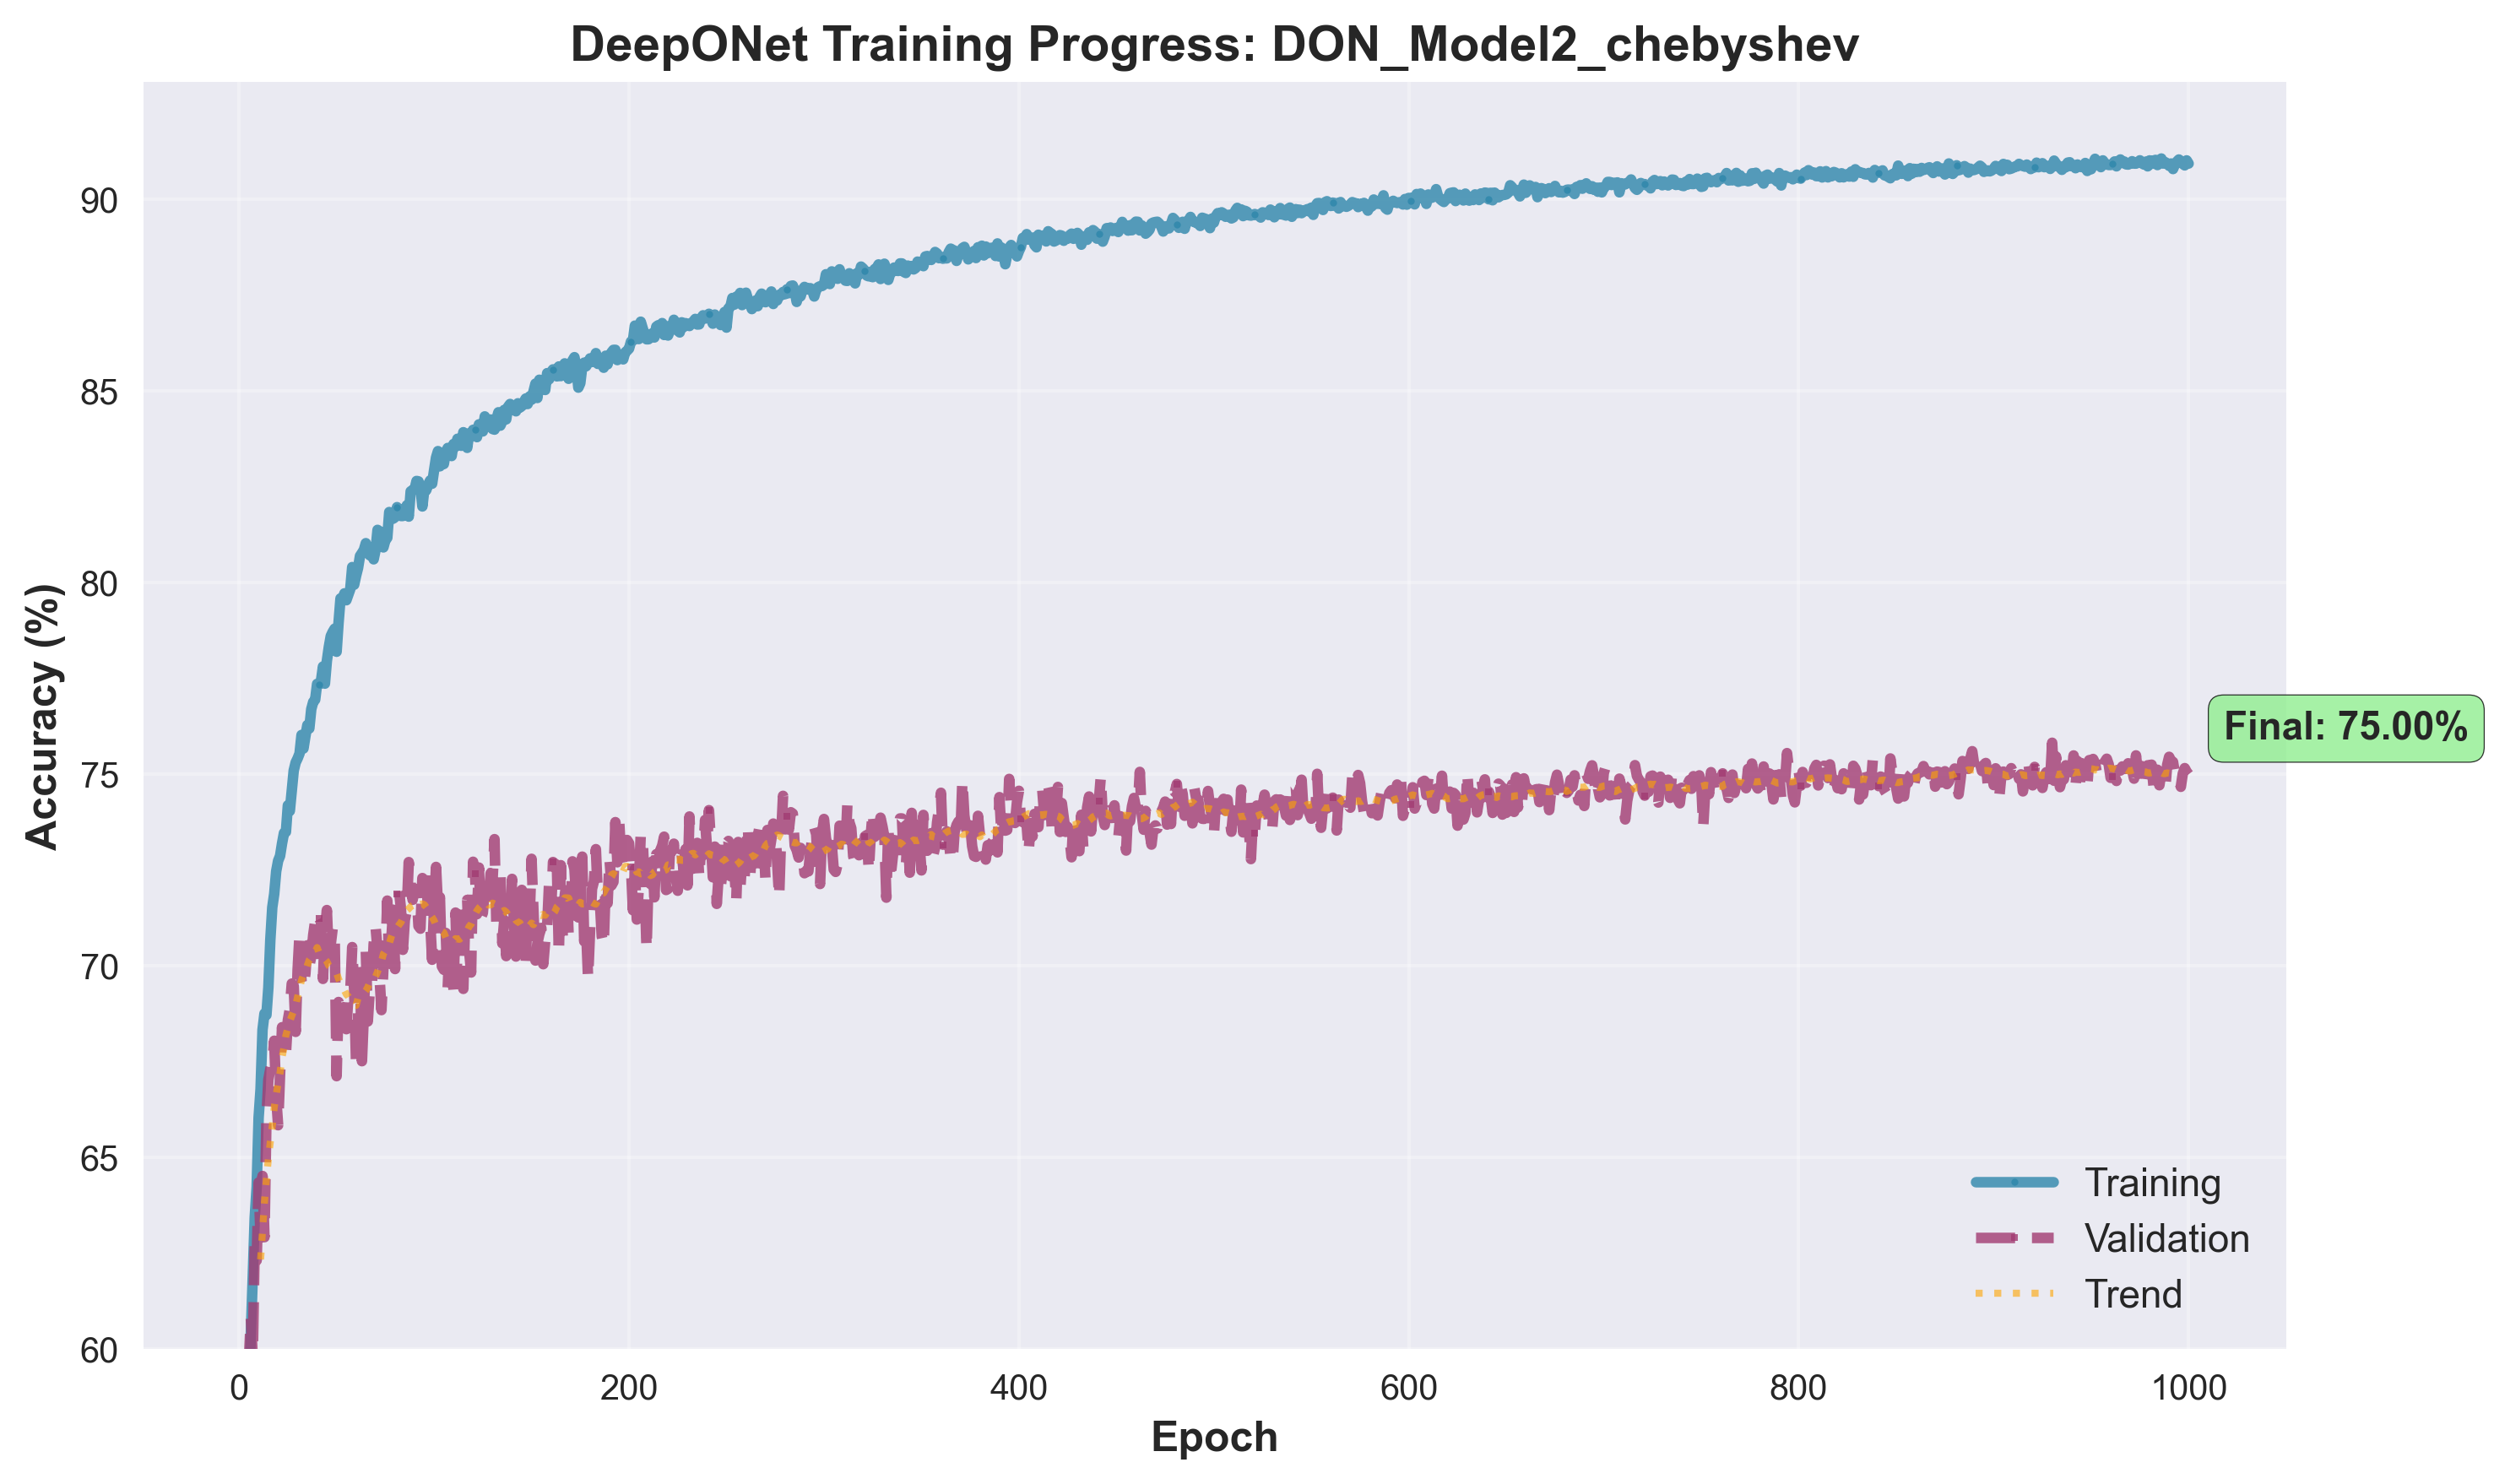 DeepONet Training Progress: DON_Model2_chebyshev
Accuracy (%)
90
85
80
75
70
65
60
Final: 75.00%
Training
Validation
Trend
0
200
400
600
800
1000
Epoch